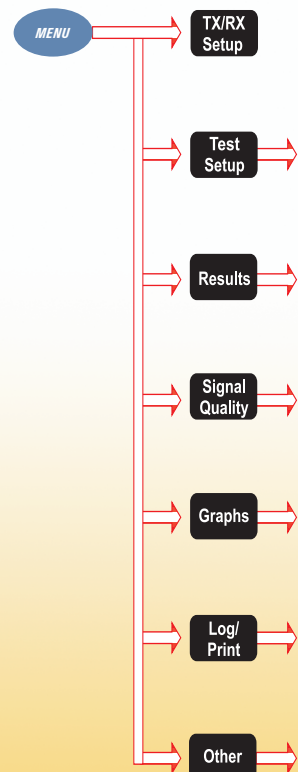 MENU
TX/RX
Setup
Test
Setup
Results
Signal
Quality
Graphs
Log/
Print
Other